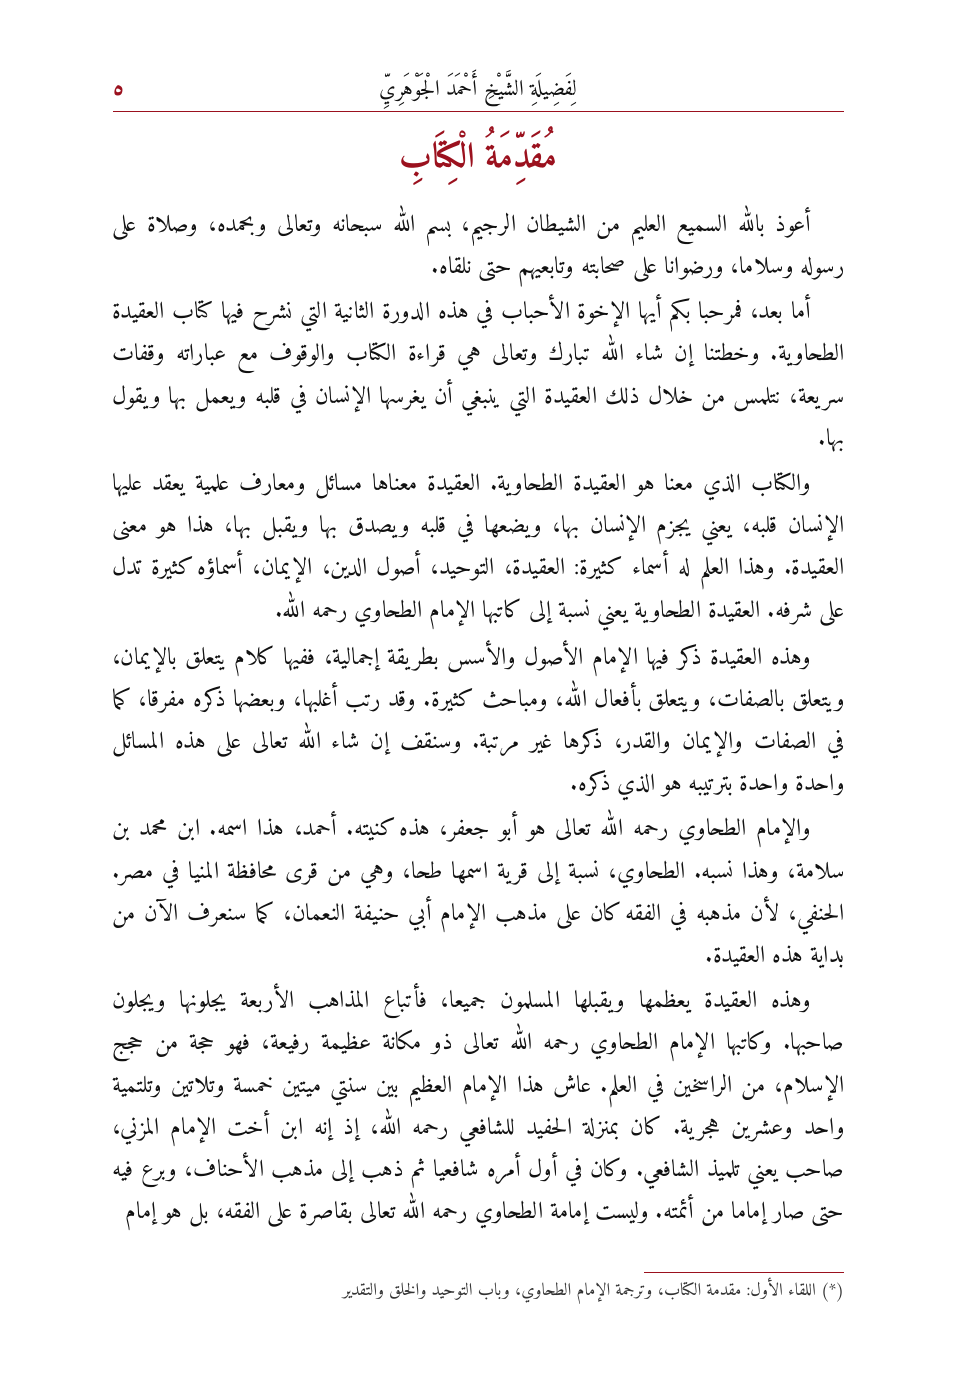 لِفَضِيلَةِ الشَّيْخِ أَحْمَدَ الْجَوْهَرِيِّ
٥
مُقَدِّمَةُ الْكِتَابِ
أعوذ بالله السميع العليم من الشيطان الرجيم، بسم الله سبحانه وتعالى وبحمده، وصلاة على
رسوله وسلاما، ورضوانا على صحابته وتابعيهم حتى نلقاه.
أما بعد، فمرحبا بكم أيها الإخوة الأحباب في هذه الدورة الثانية التي نشرح فيها كتاب العقيدة
الطحاوية. وخطتنا إن شاء الله تبارك وتعالى هي قراءة الكتاب والوقوف مع عباراته وقفات
سريعة، نتلمس من خلال ذلك العقيدة التي ينبغي أن يغرسها الإنسان في قلبه ويعمل بها ويقول
بها.
والكتاب الذي معنا هو العقيدة الطحاوية. العقيدة معناها مسائل ومعارف علمية يعقد عليها
الإنسان قلبه، يعني يجزم الإنسان بها، ويضعها في قلبه ويصدق بها ويقبل بها، هذا هو معنى
العقيدة. وهذا العلم له أسماء كثيرة: العقيدة، التوحيد، أصول الدين، الإيمان، أسماؤه كثيرة تدل
على شرفه. العقيدة الطحاوية يعني نسبة إلى كاتبها الإمام الطحاوي رحمه الله.
وهذه العقيدة ذكر فيها الإمام الأصول والأسس بطريقة إجمالية، ففيها كلام يتعلق بالإيمان،
ويتعلق بالصفات، ويتعلق بأفعال الله، ومباحث كثيرة. وقد رتب أغلبها، وبعضها ذكره مفرقا، كما
في الصفات والإيمان والقدر، ذكرها غير مرتبة. وسنقف إن شاء الله تعالى على هذه المسائل
واحدة واحدة بترتيبه هو الذي ذكره.
والإمام الطحاوي رحمه الله تعالى هو أبو جعفر، هذه كنيته. أحمد، هذا اسمه. ابن محمد بن
سلامة، وهذا نسبه. الطحاوي، نسبة إلى قرية اسمها طحا، وهي من قرى محافظة المنيا في مصر.
الحنفي، لأن مذهبه في الفقه كان على مذهب الإمام أبي حنيفة النعمان، كما سنعرف الآن من
بداية هذه العقيدة.
وهذه العقيدة يعظمها ويقبلها المسلمون جميعا، فأتباع المذاهب الأربعة يجلونها ويجلون
صاحبها. وكاتبها الإمام الطحاوي رحمه الله تعالى ذو مكانة عظيمة رفيعة، فهو حجة من حجج
الإسلام، من الراسخين في العلم. عاش هذا الإمام العظيم بين سنتي ميتين خمسة وتلاتين وتلتمية
واحد وعشرين هجرية. كان بمنزلة الحفيد للشافعي رحمه الله، إذ إنه ابن أخت الإمام المزني،
صاحب يعني تلميذ الشافعي. وكان في أول أمره شافعيا ثم ذهب إلى مذهب الأحناف، وبرع فيه
حتى صار إماما من أئمته. وليست إمامة الطحاوي رحمه الله تعالى بقاصرة على الفقه، بل هو إمام
(*) اللقاء الأول: مقدمة الكتاب، وترجمة الإمام الطحاوي، وباب التوحيد والخلق والتقدير